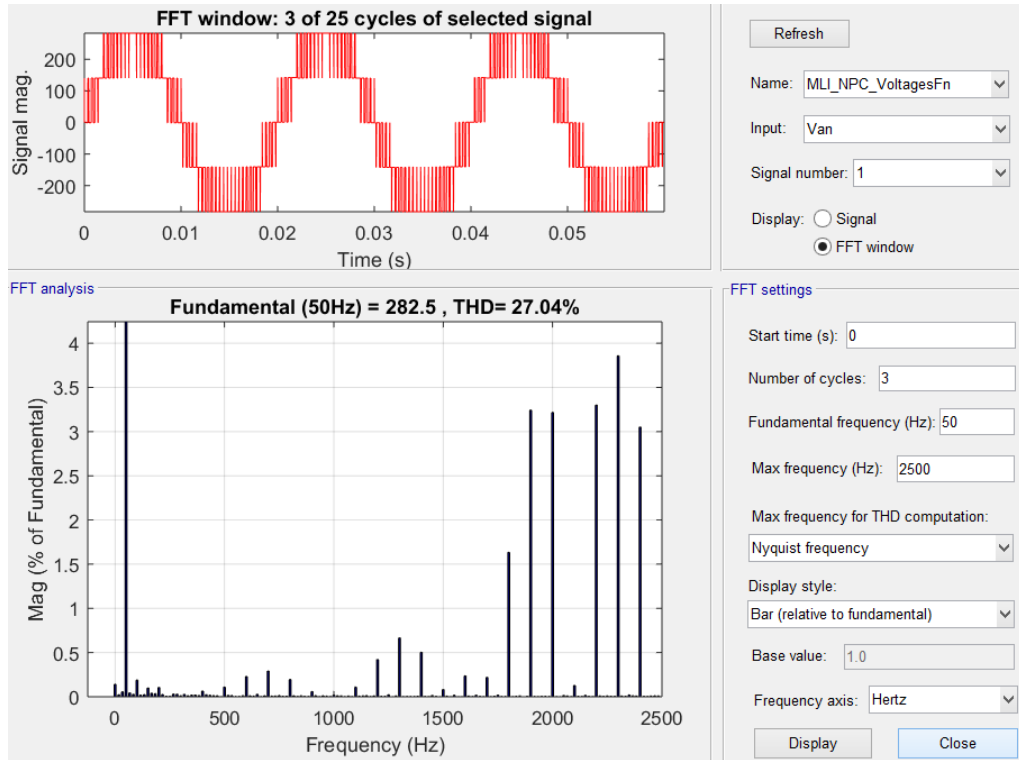 FFT window: 3 of 25 cycles of selected signal
200
100
0
-100
-200
Signal mag.
0
0.01
0.02
0.03
0.04
0.05
Time (s)
Refresh
Name: MLI_NPC_VoltagesFn
Input: Van
Signal number: 1
Display: Signal
FFT window
FFT analysis
Fundamental (50Hz) = 282.5 , THD= 27.04%
4
3.5
3
2.5
2
1.5
1
0.5
0
Mag (% of Fundamental)
0
500
1000
1500
2000
2500
Frequency (Hz)
FFT settings
Start time (s): 0
Number of cycles: 3
Fundamental frequency (Hz): 50
Max frequency (Hz): 2500
Max frequency for THD computation:
Nyquist frequency
Display style:
Bar (relative to fundamental)
Base value: 1.0
Frequency axis: Hertz
Display
Close